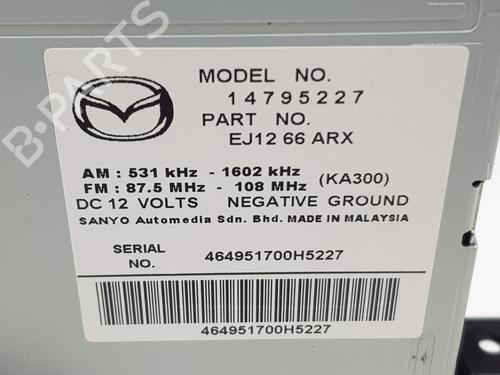 MODEL NO.
14795227
PART NO.
EJ12 66 ARX
AM : 531 kHz - 1602 kHz
FM : 87.5 MHz - 108 MHz (KA300)
DC 12 VOLTS NEGATIVE GROUND
SANYO Automedia Sdn. Bhd. MADE IN MALAYSIA
SERIAL NO. 464951700H5227
464951700H5227
B-PARTS